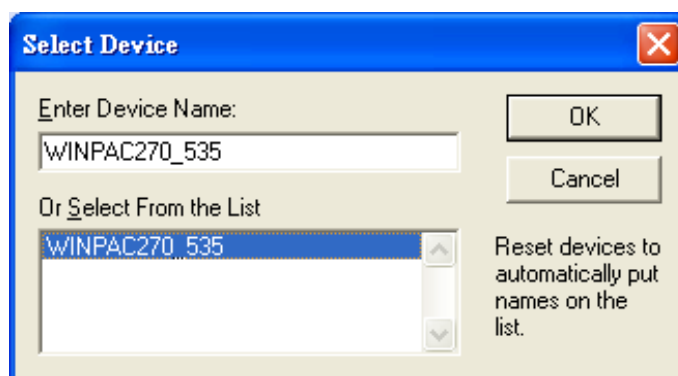 Select Device
Enter Device Name:
OK
WINPAC270_535
Cancel
Or Select From the List
WINPAC270_535
Reset devices to
automatically put
names on the
list.